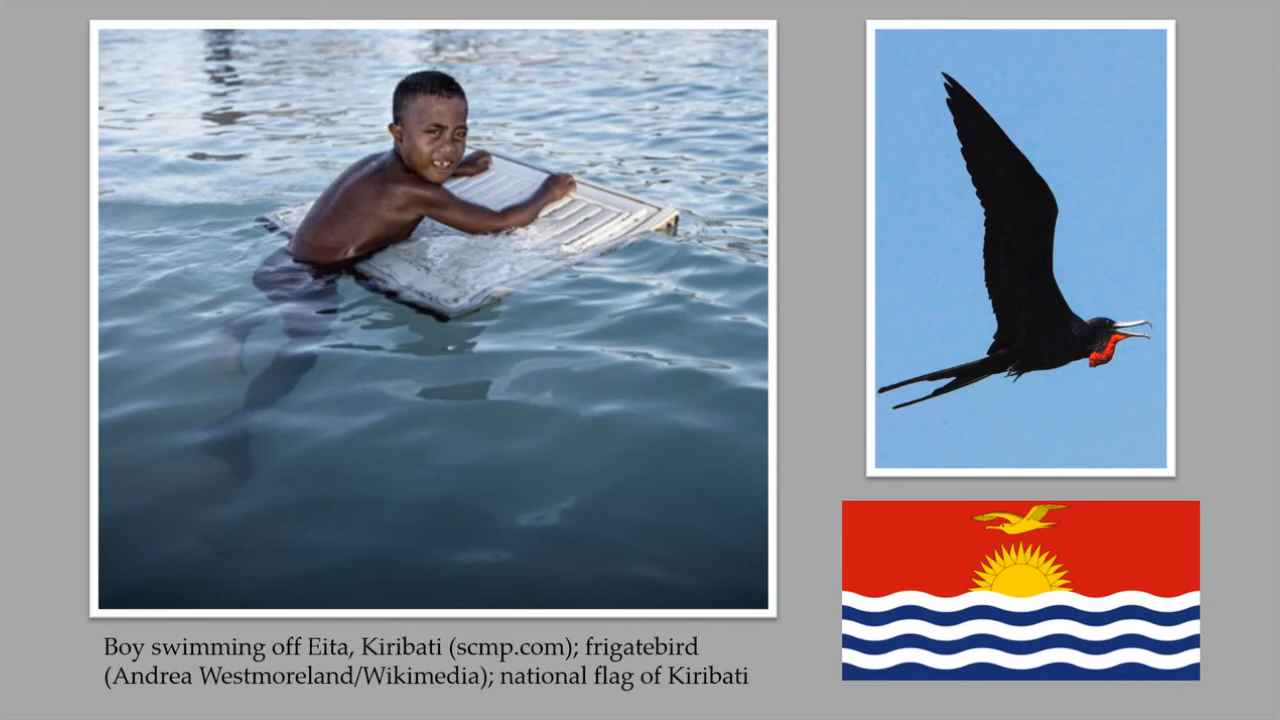 Boy swimming off Eita, Kiribati (scmp.com); frigatebird
(Andrea Westmoreland/Wikimedia); national flag of Kiribati